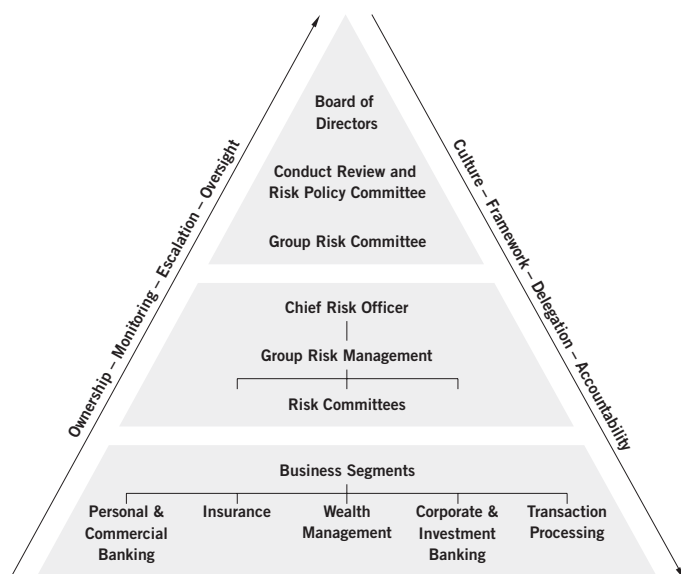 Board of
Directors
Conduct Review and
Risk Policy Committee
Group Risk Committee
Ownership – Monitoring – Escalation – Oversight
Culture – Framework – Delegation – Accountability
Chief Risk Officer
Group Risk Management
Risk Committees
Business Segments
Personal &
Commercial
Banking
Insurance
Wealth
Management
Corporate &
Investment
Banking
Transaction
Processing